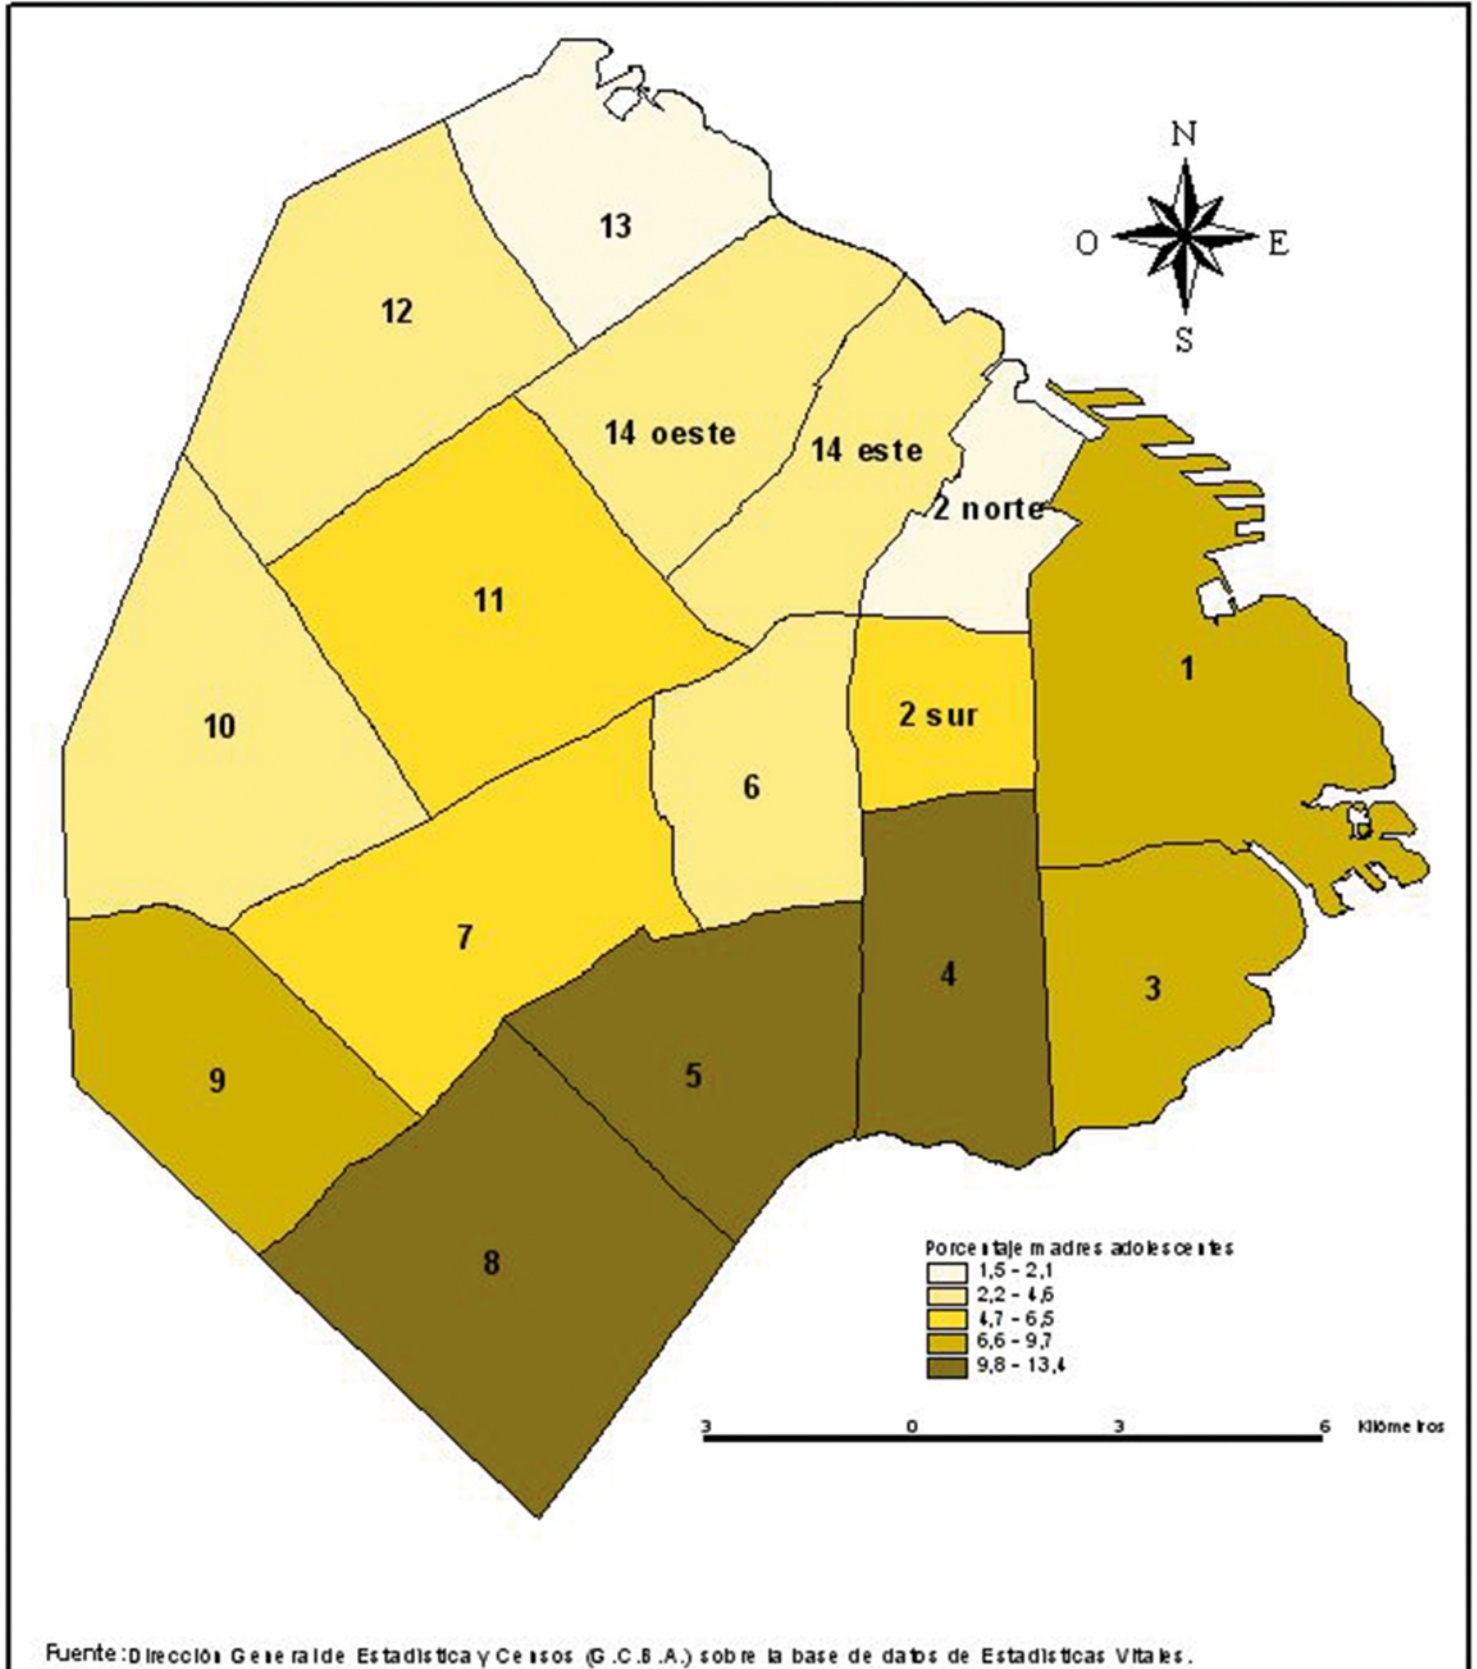 N
13
O E
12
S
14 oeste
14 este
2 norte
11
1
10
2 sur
6
7
4
3
5
9
8
Porcentaje madres adolescentes
1,5 - 2,1
2,2 - 4,6
4,7 - 6,5
6,6 - 9,7
9,8 - 13,4
3 0 3 6 Kilómetros
Fuente: Dirección General de Estadística y Censos (G.C.B.A.) sobre la base de datos de Estadísticas Vitales.